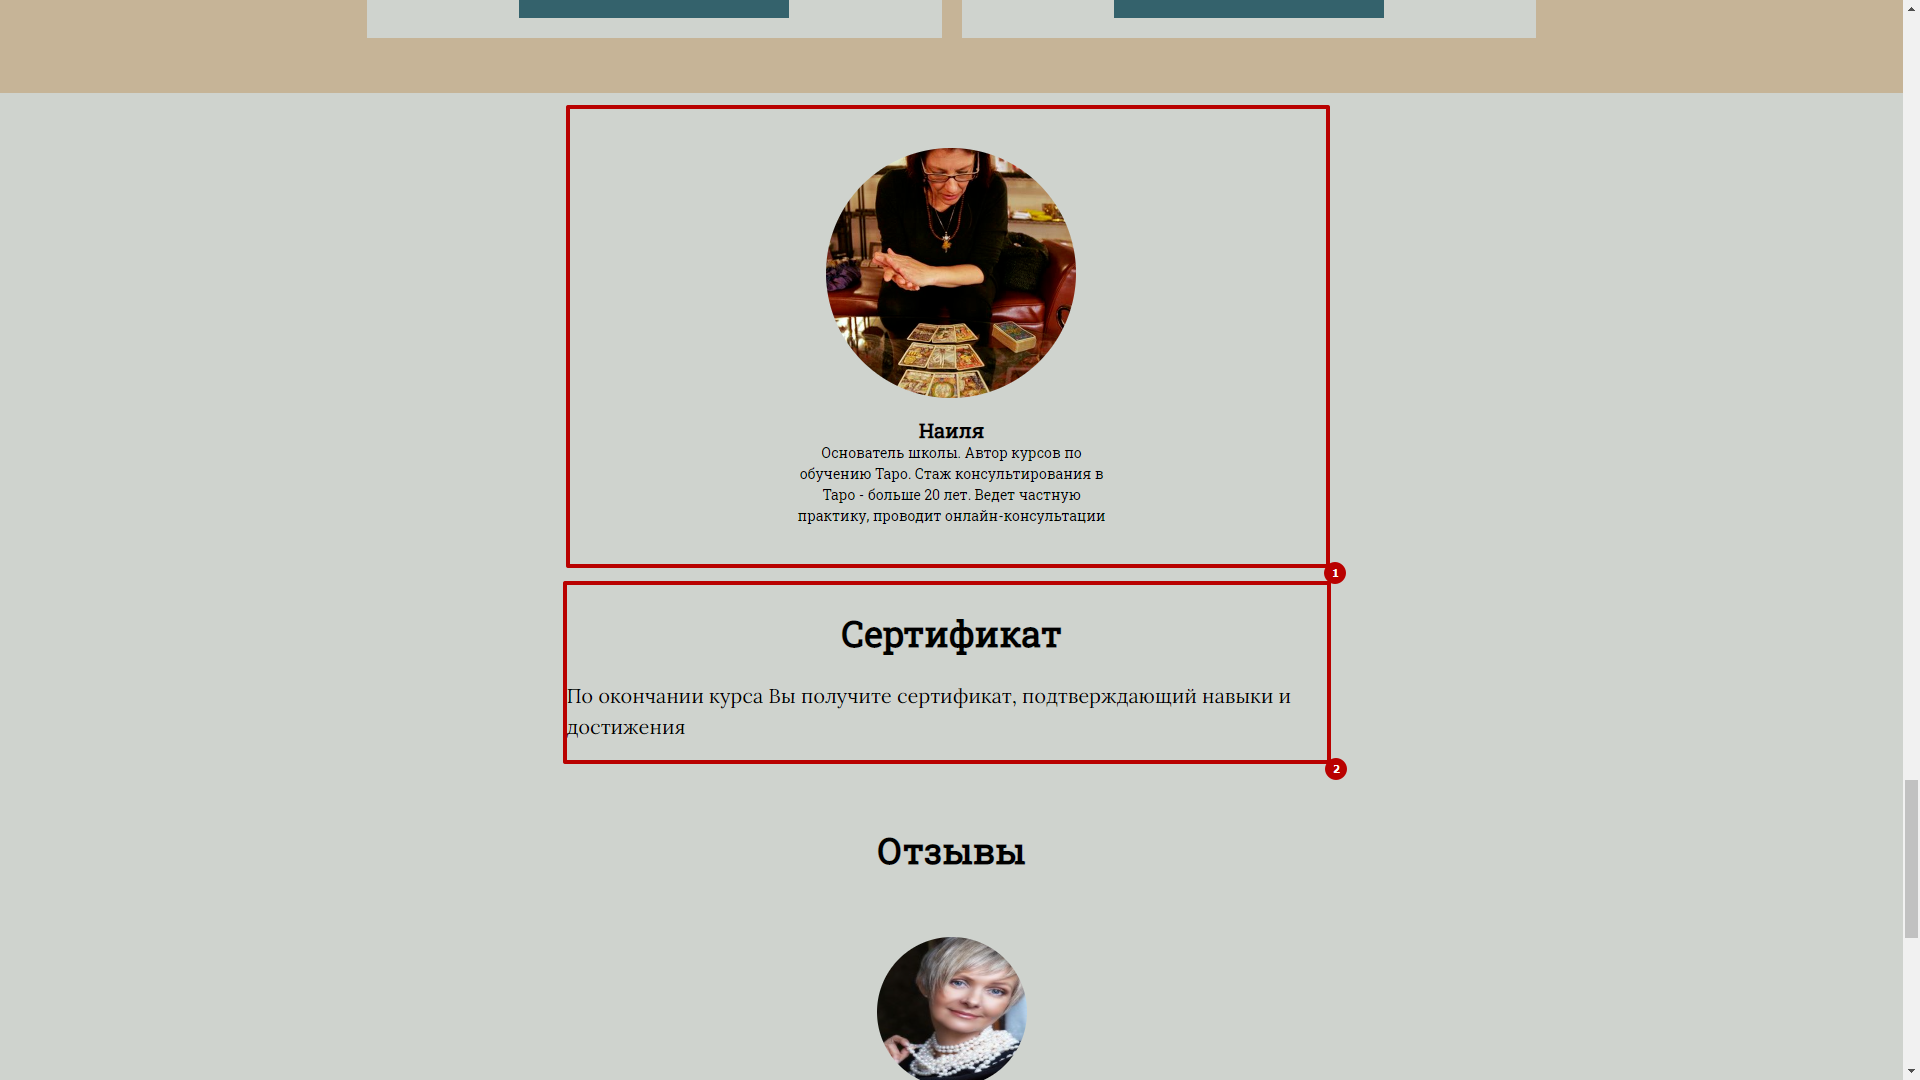 Наиля
Основатель школы. Автор курсов по
обучению Таро. Стаж консультирования в
Таро - больше 20 лет. Ведет частную
практику, проводит онлайн-консультации
1
Сертификат
По окончании курса Вы получите сертификат, подтверждающий навыки и
достижения
2
Отзывы